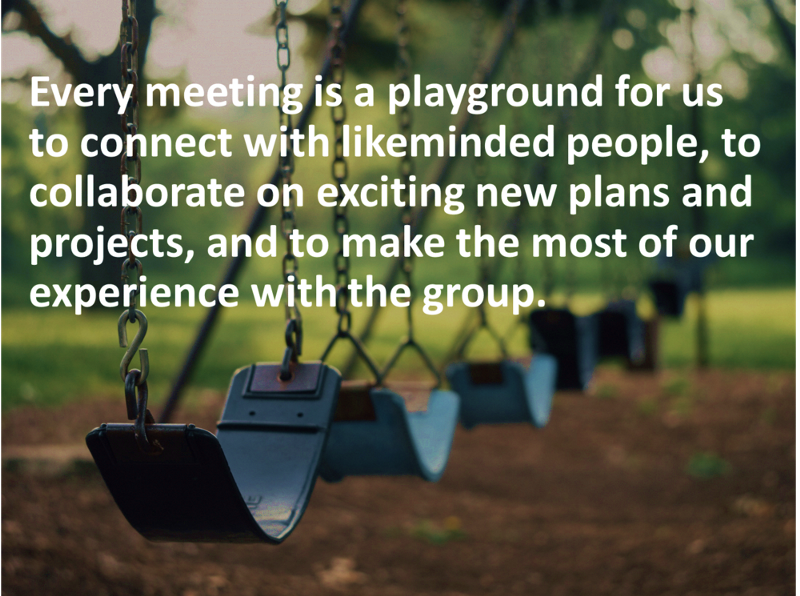 Every meeting is a playground for us
to connect with likeminded people, to
collaborate on exciting new plans and
projects, and to make the most of our
experience with the group.